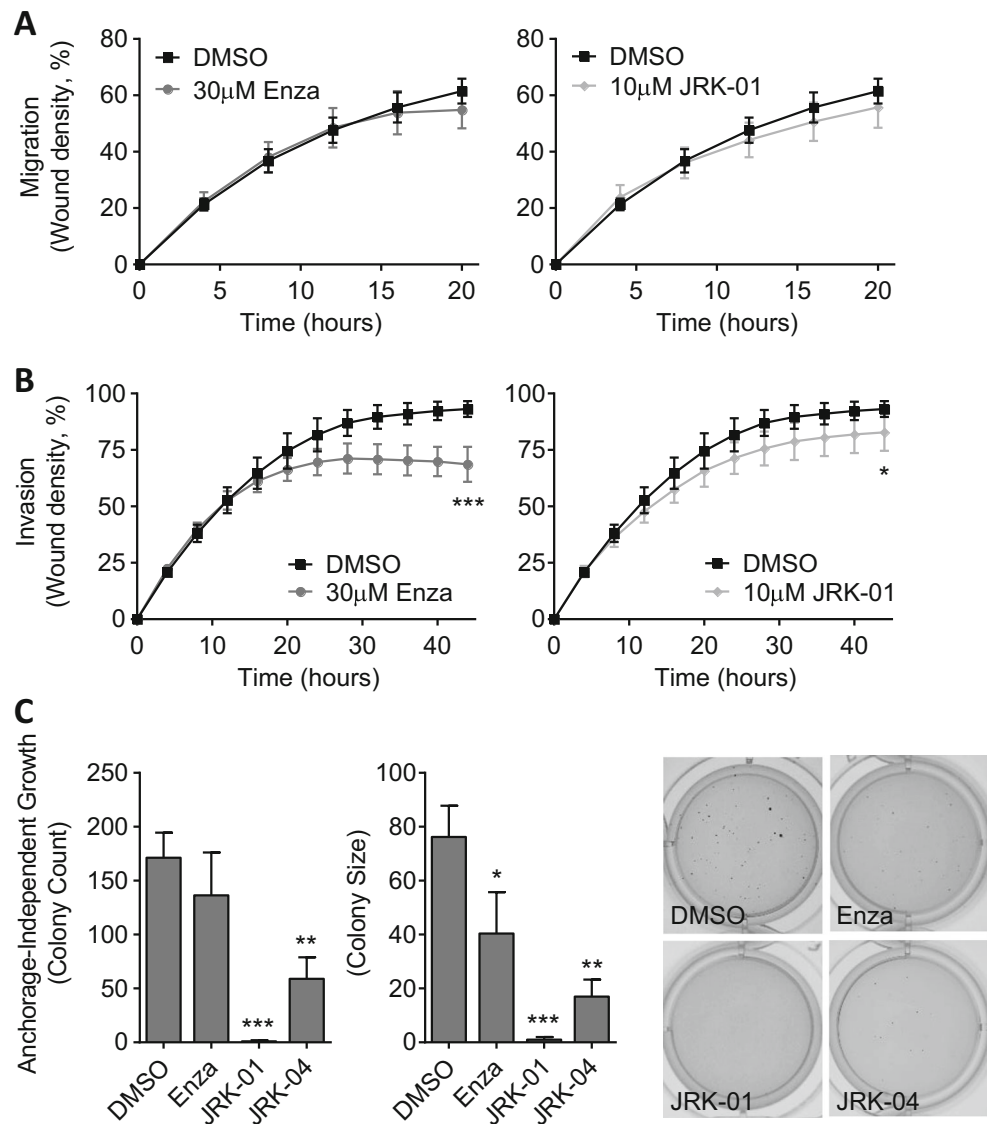 A
Migration
(Wound density, %)
80
60
40
20
0
DMSO
30μM Enza
0 5 10 15 20
Time (hours)
80
60
40
20
0
DMSO
10μM JRK-01
0 5 10 15 20
Time (hours)
B
Invasion
(Wound density, %)
100
75
50
25
0
***
DMSO
30μM Enza
0 10 20 30 40
Time (hours)
100
75
50
25
0
*
DMSO
10μM JRK-01
0 10 20 30 40
Time (hours)
C
Anchorage-Independent Growth
(Colony Count)
250
200
150
100
50
0
***
**
DMSO
Enza
JRK-01
JRK-04
(Colony Size)
100
80
60
40
20
0
*
***
**
DMSO
Enza
JRK-01
JRK-04
DMSO
Enza
JRK-01
JRK-04